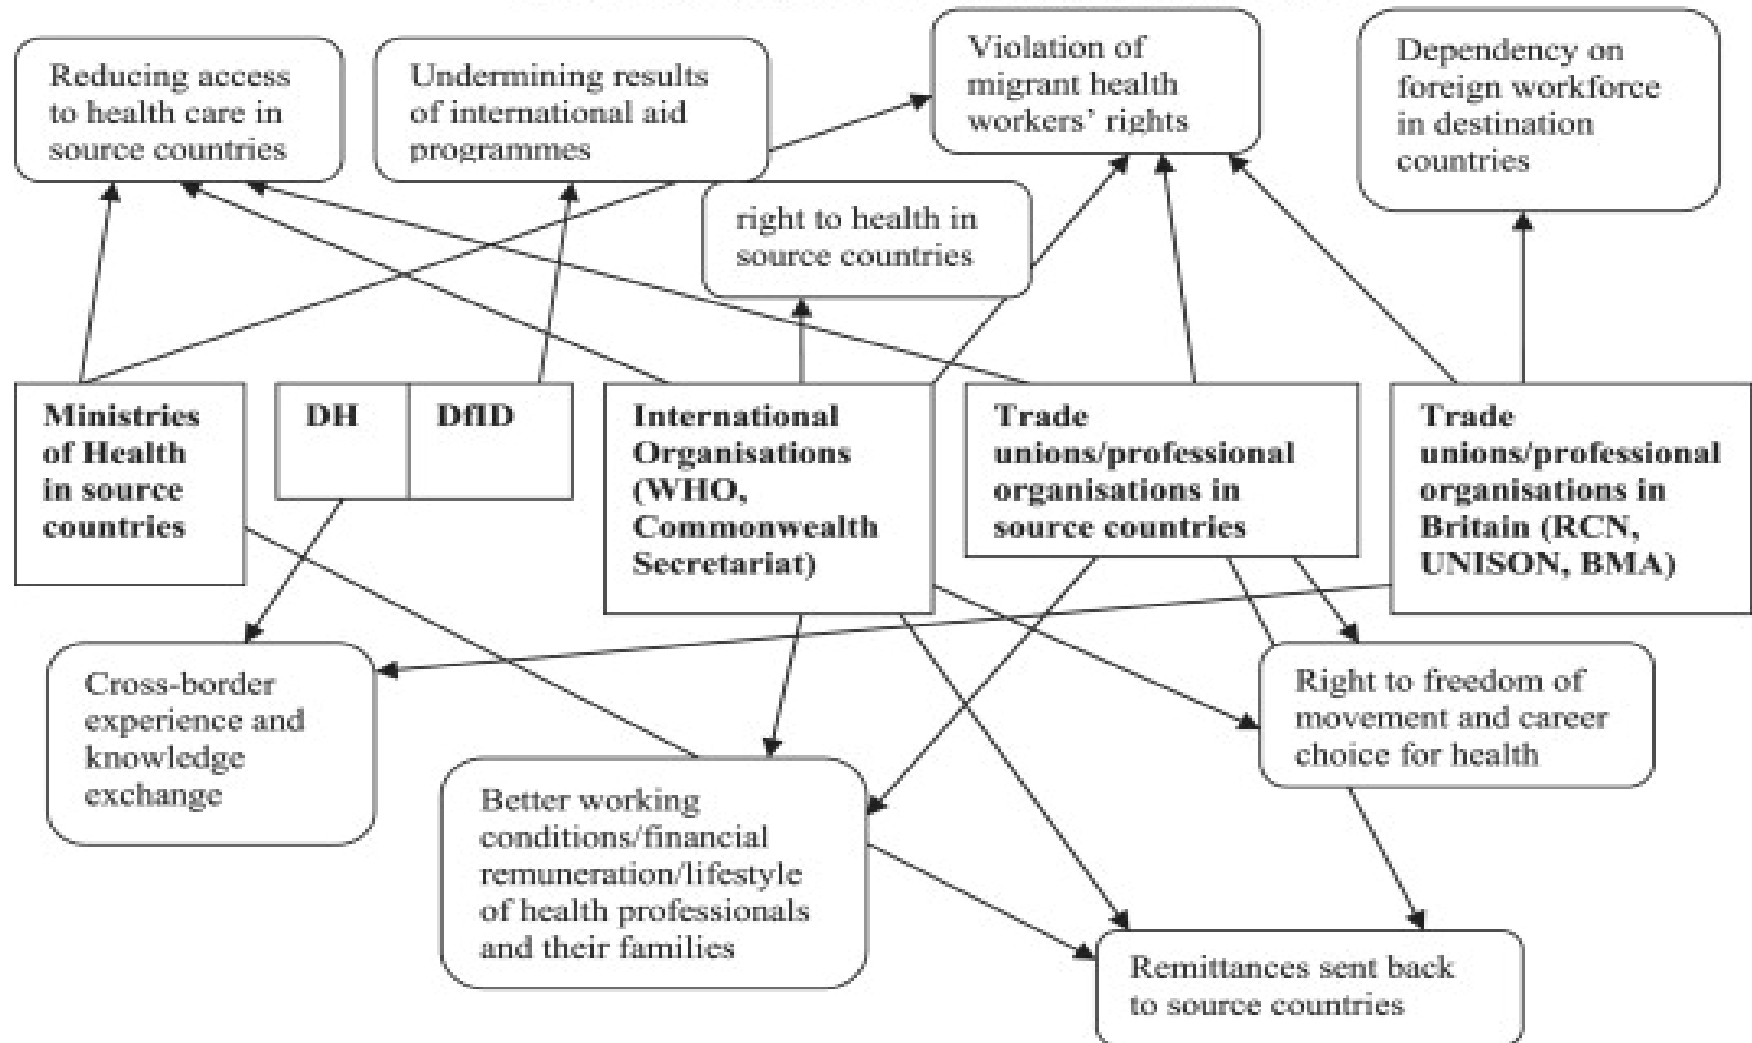 Reducing access
to health care in
source countries
Undermining results
of international aid
programmes
Violation of
migrant health
workers' rights
Dependency on
foreign workforce
in destination
countries
right to health in
source countries
Ministries
of Health
in source
countries
DH
DfID
International
Organisations
(WHO,
Commonwealth
Secretariat)
Trade
unions/professional
organisations in
source countries
Trade
unions/professional
organisations in
Britain (RCN,
UNISON, BMA)
Cross-border
experience and
knowledge
exchange
Better working
conditions/financial
remuneration/lifestyle
of health professionals
and their families
Right to freedom of
movement and career
choice for health
Remittances sent back
to source countries